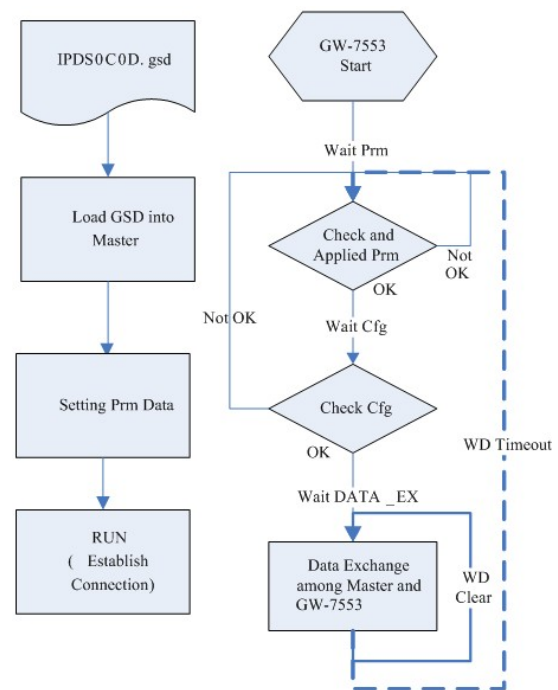 IPDS0C0D. gsd
Load GSD into
Master
Setting Prm Data
RUN
( Establish
Connection)
GW-7553
Start
Wait Prm
Check and
Applied Prm
Not
OK
OK
Wait Cfg
Not OK
Check Cfg
OK
WD Timeout
Wait DATA _EX
Data Exchange
among Master and
GW-7553
WD
Clear